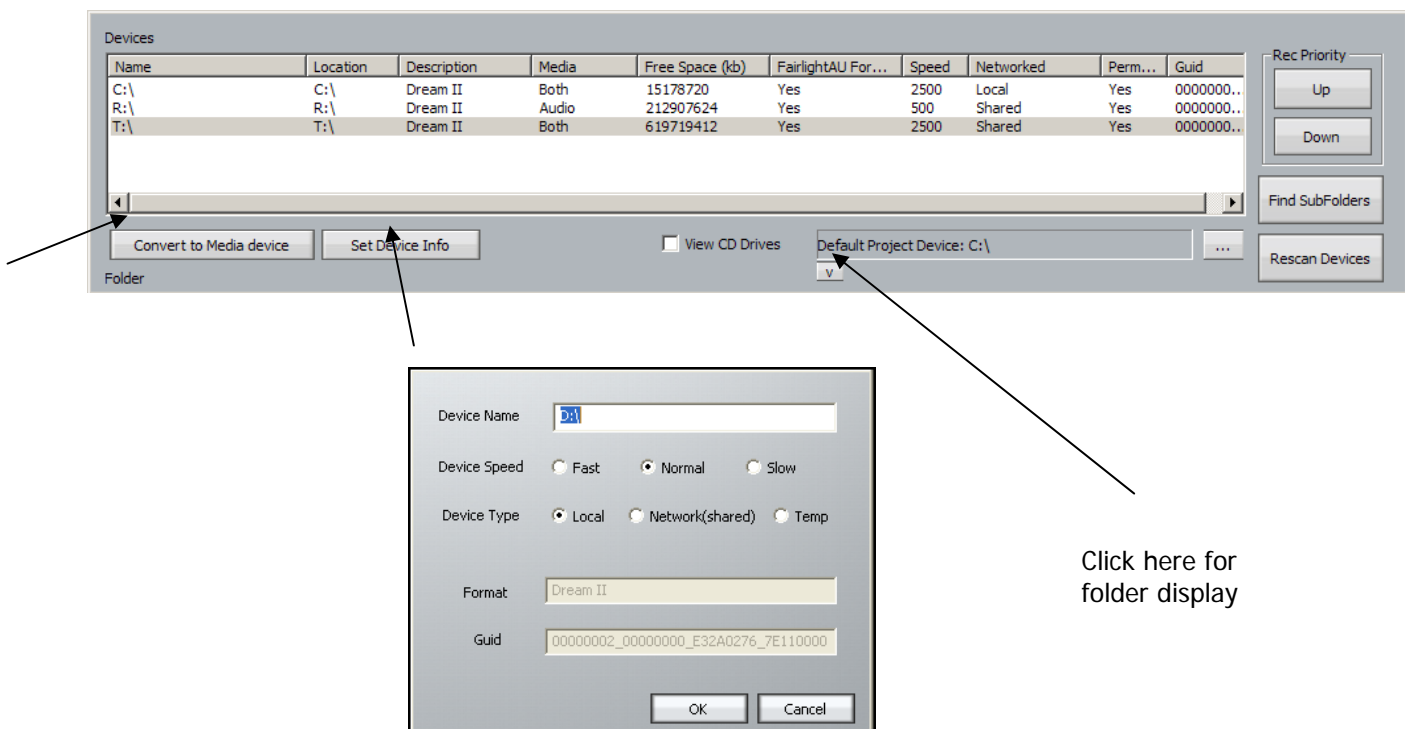 Devices
Name Location Description Media Free Space (kb) FairlightAU For... Speed Networked Perm... Guid
C:\ C:\ Dream II Both 15178720 Yes 2500 Local Yes 0000000...
R:\ R:\ Dream II Audio 212907624 Yes 500 Shared Yes 0000000...
T:\ T:\ Dream II Both 619719412 Yes 2500 Shared Yes 0000000...
Rec Priority
Up
Down
Find SubFolders
Rescan Devices
Convert to Media device Set Device Info View CD Drives Default Project Device: C:\ ...
v
Folder
Device Name D:\
Device Speed Fast Normal Slow
Device Type Local Network(shared) Temp
Format Dream II
Guid 00000002_00000000_E32A0276_7E110000
OK Cancel
Click here for
folder display